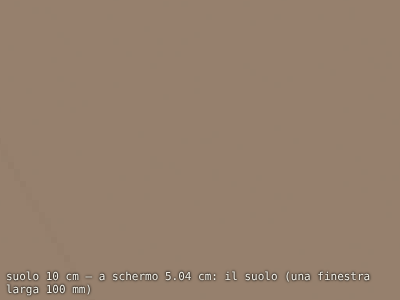 suolo 10 cm — a schermo 5.04 cm: il suolo (una finestra
larga 100 mm)